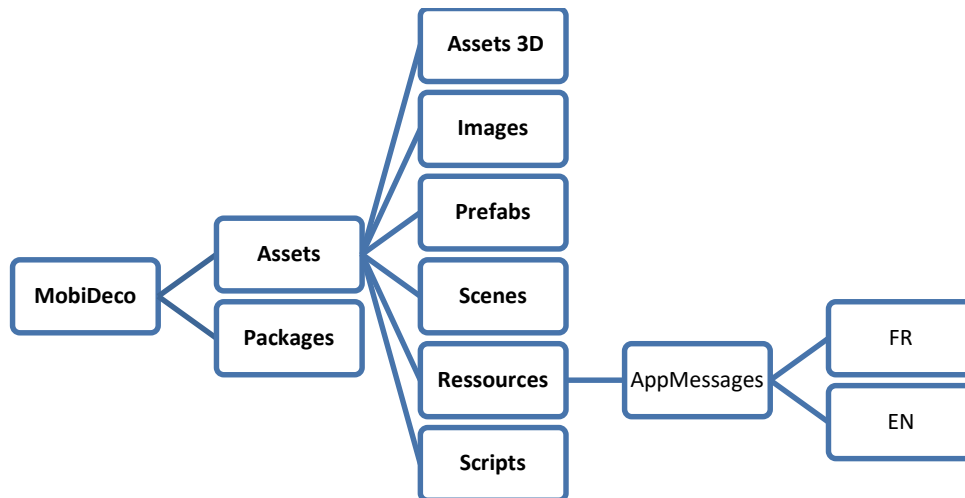 Assets 3D
Images
Prefabs
Assets
Scenes
MobiDeco
FR
Packages
Ressources
AppMessages
EN
Scripts